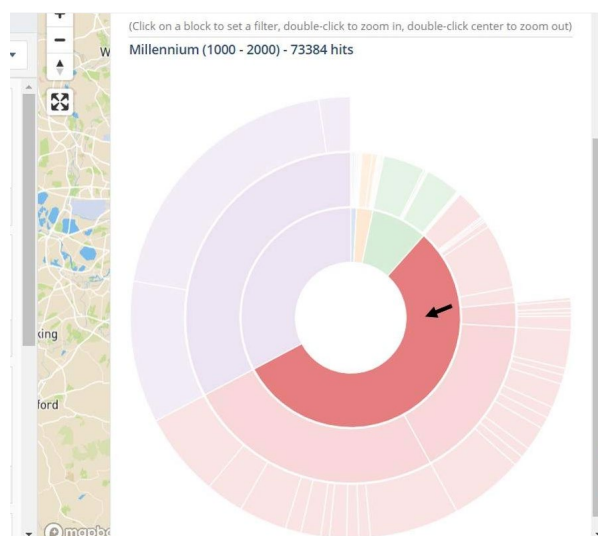 (Click on a block to set a filter, double-click to zoom in, double-click center to zoom out)
Millennium (1000 - 2000) - 73384 hits
W
king
ford
mapbo